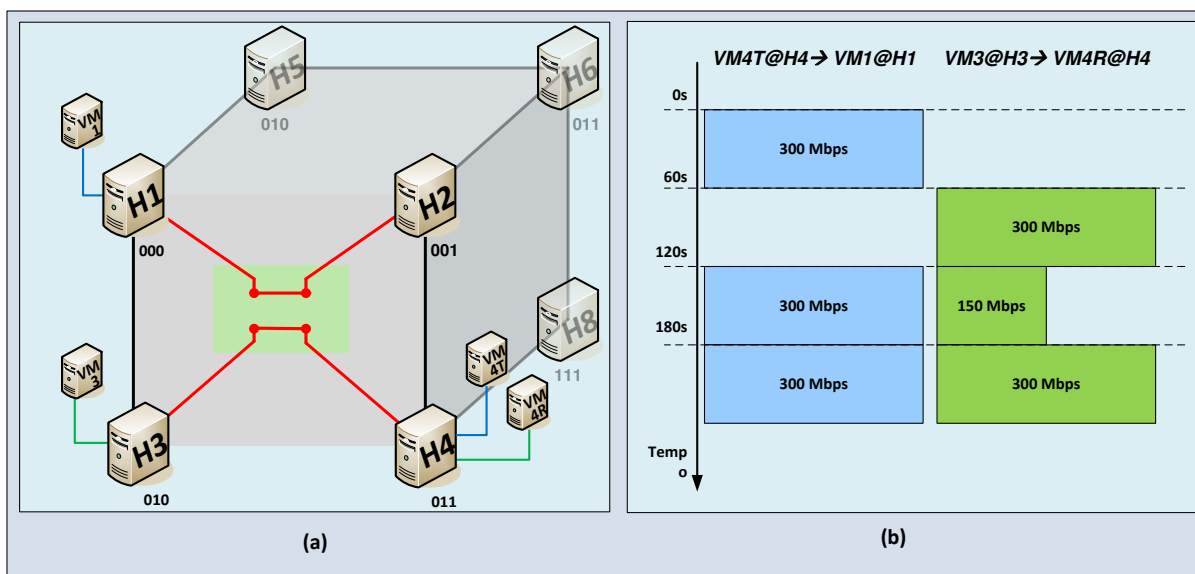 H5
010
H6
011
VM
1
H1
000
H2
001
H8
111
VM
3
VM
4T
VM
4R
H3
010
H4
011
(a)
VM4T@H4→ VM1@H1 VM3@H3→ VM4R@H4
0s
300 Mbps
60s
300 Mbps
120s
300 Mbps 150 Mbps
180s
300 Mbps 300 Mbps
Temp
o
(b)